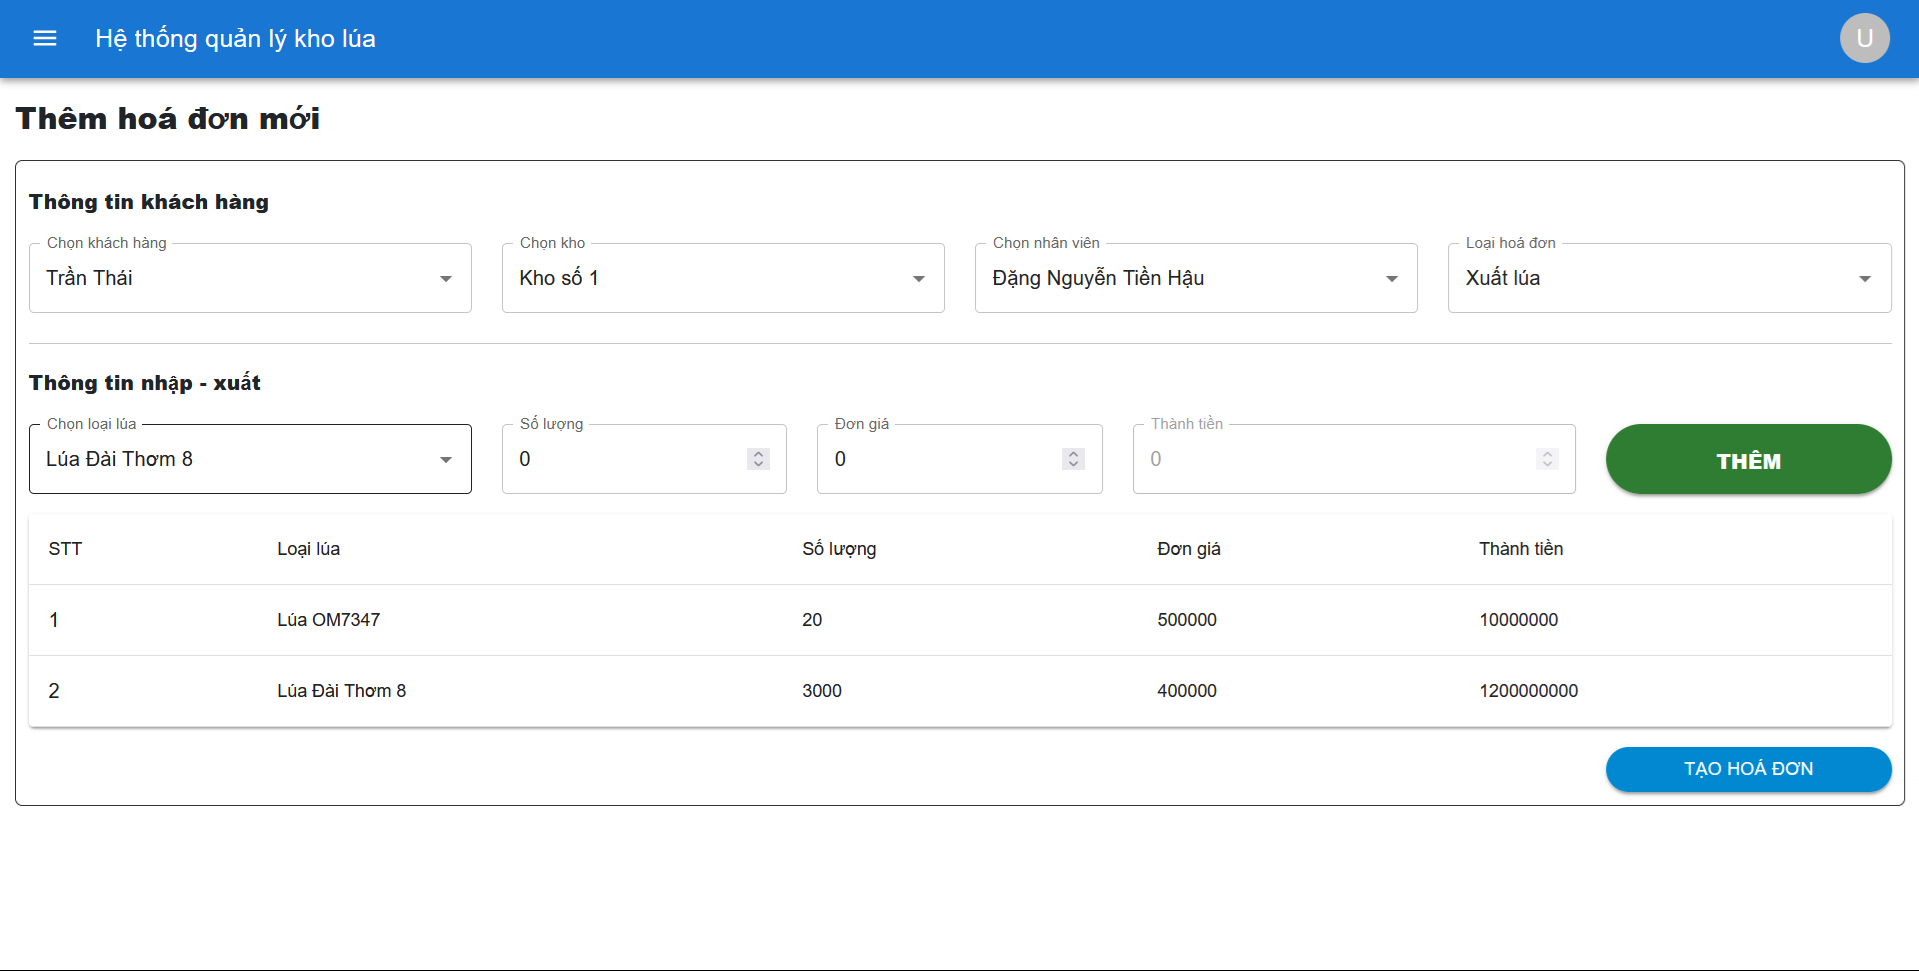 Hệ thống quản lý kho lúa
U
Thêm hoá đơn mới
Thông tin khách hàng
Chọn khách hàng Chọn kho Chọn nhân viên Loại hoá đơn
Trần Thái Kho số 1 Đặng Nguyễn Tiền Hậu Xuất lúa
Thông tin nhập - xuất
Chọn loại lúa Số lượng Đơn giá Thành tiền
Lúa Đài Thơm 8 0 0 0 THÊM
STT Loại lúa Số lượng Đơn giá Thành tiền
1 Lúa OM7347 20 500000 10000000
2 Lúa Đài Thơm 8 3000 400000 1200000000
TẠO HOÁ ĐƠN